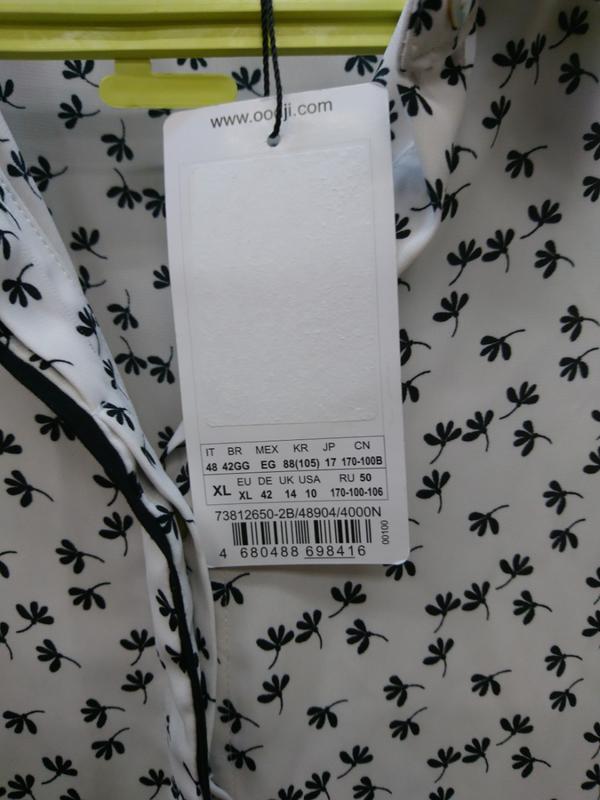 www.oodji.com
IT BR MEX KR JP CN
48 42GG EG 88(105) 17 170-100B
XL EU DE UK USA RU 50
XL 42 14 10 170-100-106
73812650-2B/48904/4000N
00100
4 680488 698416